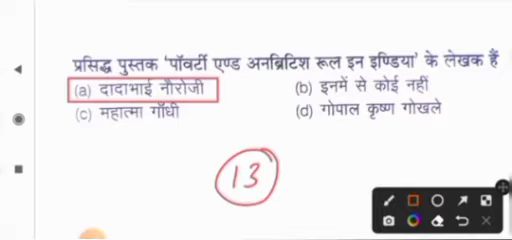 प्रसिद्ध पुस्तक 'पॉवर्टी एण्ड अनब्रिटिश रूल इन इण्डिया' के लेखक हैं
(a) दादाभाई नौरोजी (b) इनमें से कोई नहीं
(c) महात्मा गाँधी (d) गोपाल कृष्ण गोखले
13